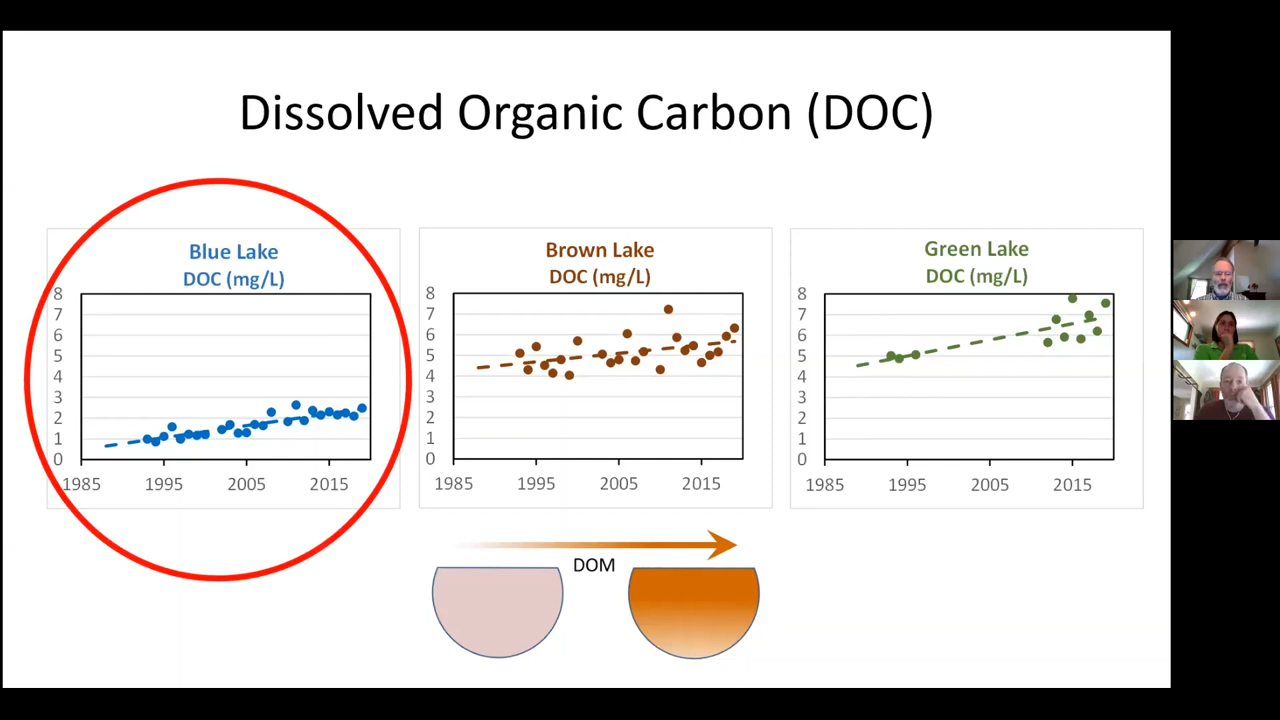 Dissolved Organic Carbon (DOC)
Blue Lake
DOC (mg/L)
8
7
6
5
4
3
2
1
0
1985 1995 2005 2015
Brown Lake
DOC (mg/L)
8
7
6
5
4
3
2
1
0
1985 1995 2005 2015
Green Lake
DOC (mg/L)
8
7
6
5
4
3
2
1
0
1985 1995 2005 2015
DOM